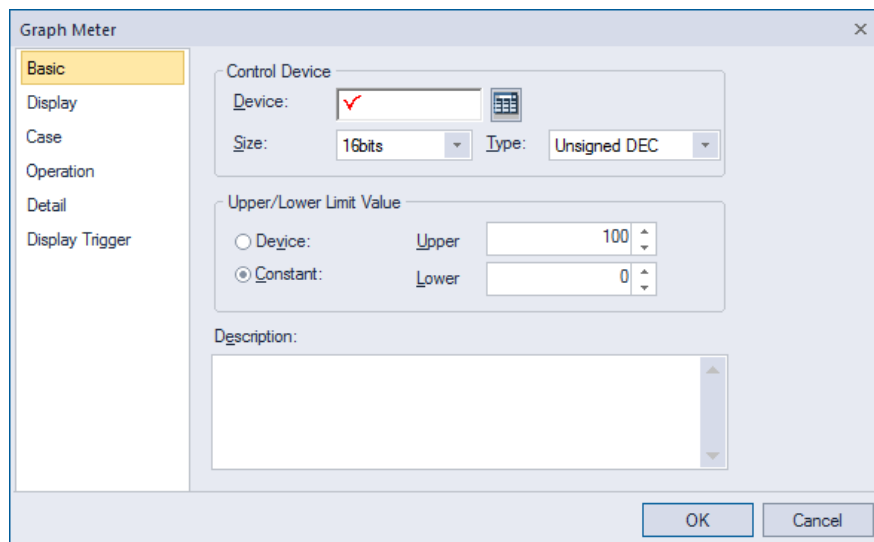 Graph Meter
Basic
Display
Case
Operation
Detail
Display Trigger
Control Device
Device:
Size: 16bits Type: Unsigned DEC
Upper/Lower Limit Value
Device: Upper 100
Constant: Lower 0
Description:
OK Cancel